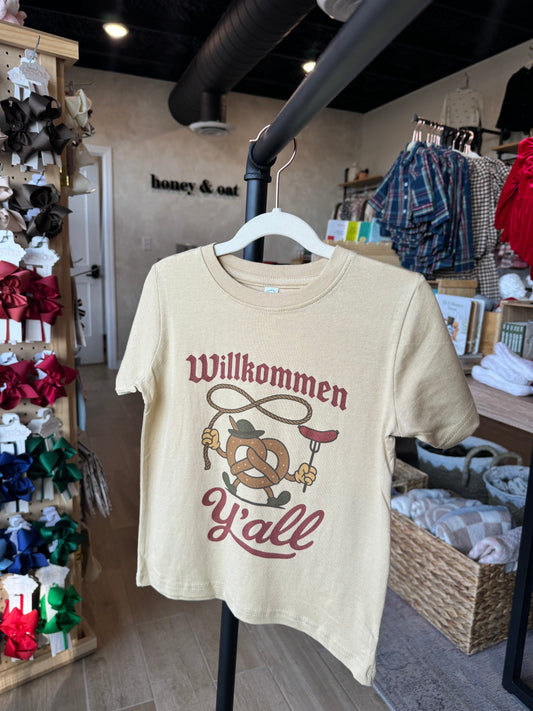 honey & oat
Willkommen
Y'all